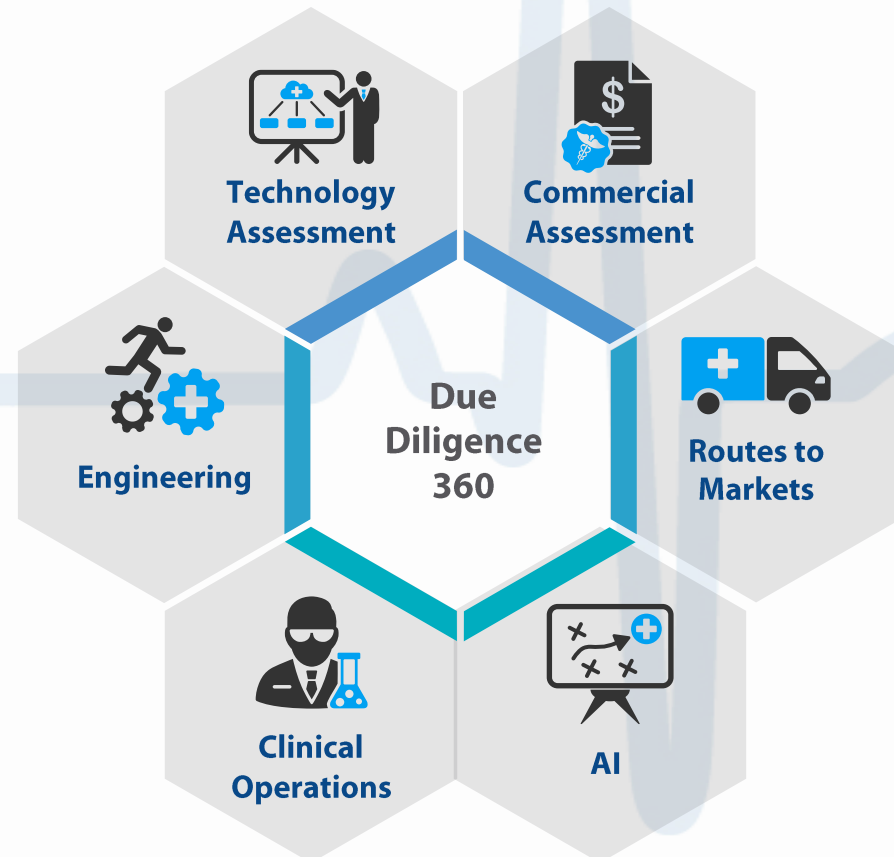 $
Technology
Assessment
Commercial
Assessment
Engineering
Due
Diligence
360
Routes to
Markets
Clinical
Operations
AI